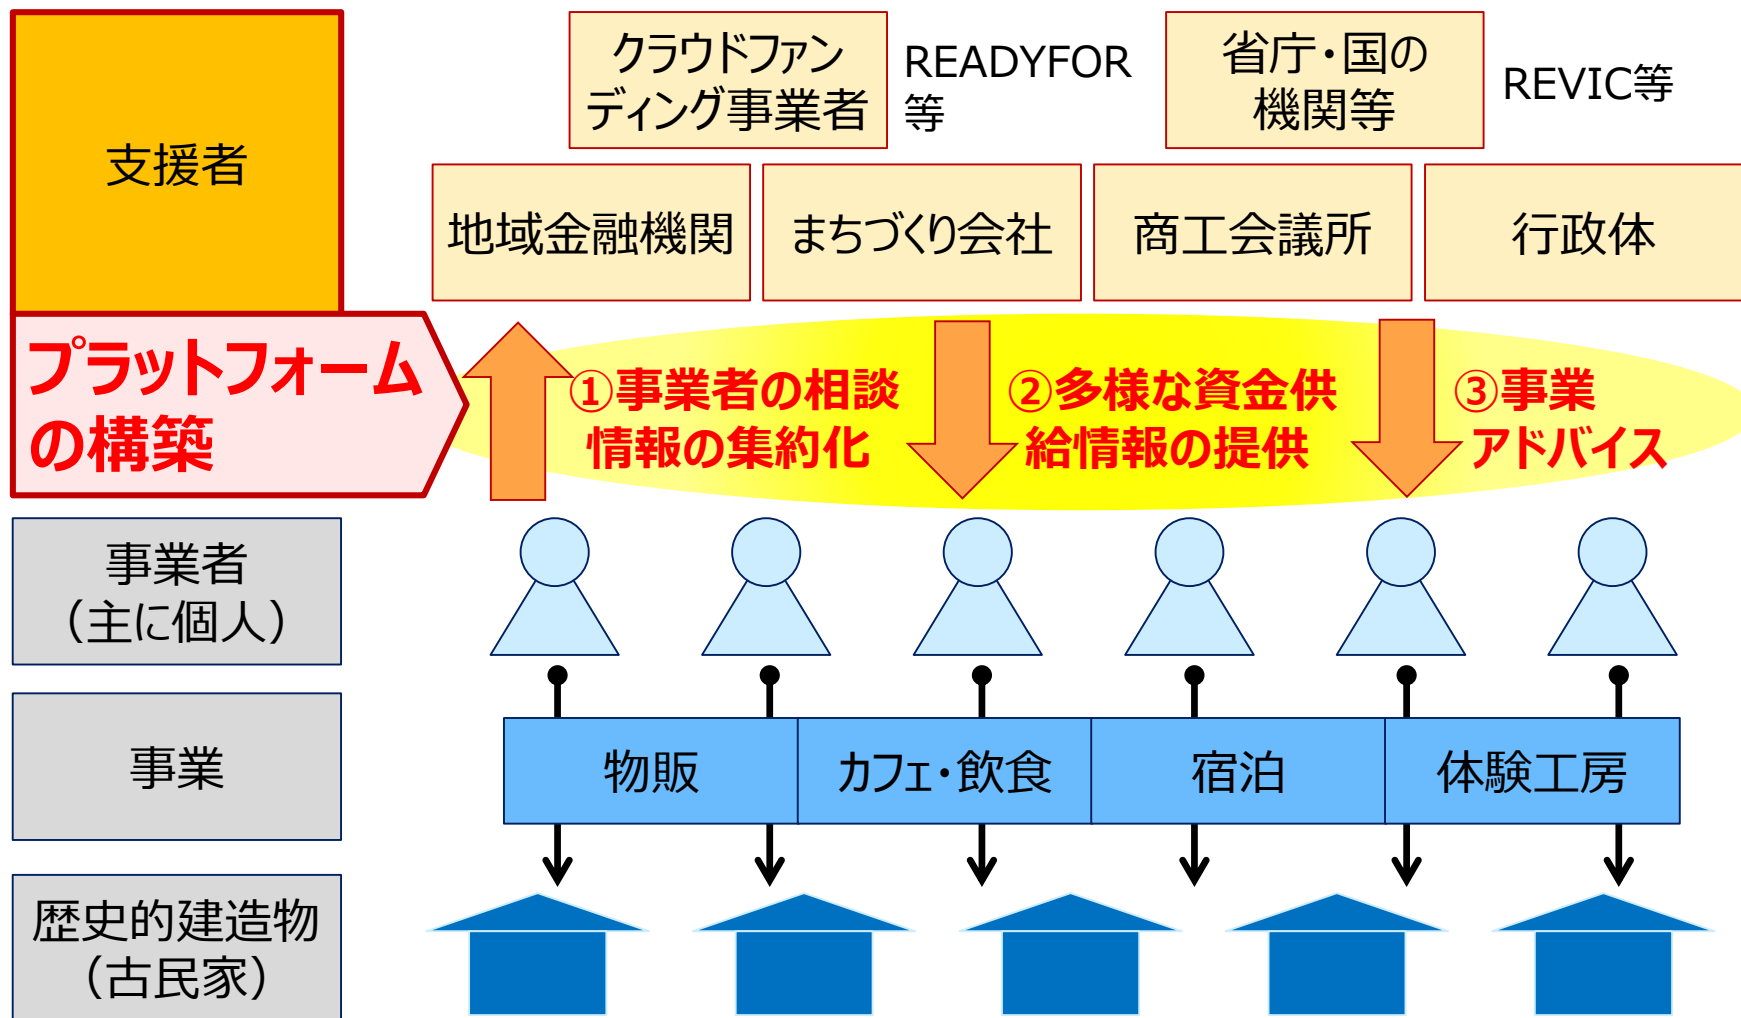 支援者
クラウドファン
ディング事業者
READYFOR
等
省庁・国の
機関等
REVIC等
地域金融機関
まちづくり会社
商工会議所
行政体
プラットフォーム
の構築
①事業者の相談
情報の集約化
②多様な資金供
給情報の提供
③事業
アドバイス
事業者
（主に個人）
事業
物販
カフェ・飲食
宿泊
体験工房
歴史的建造物
（古民家）